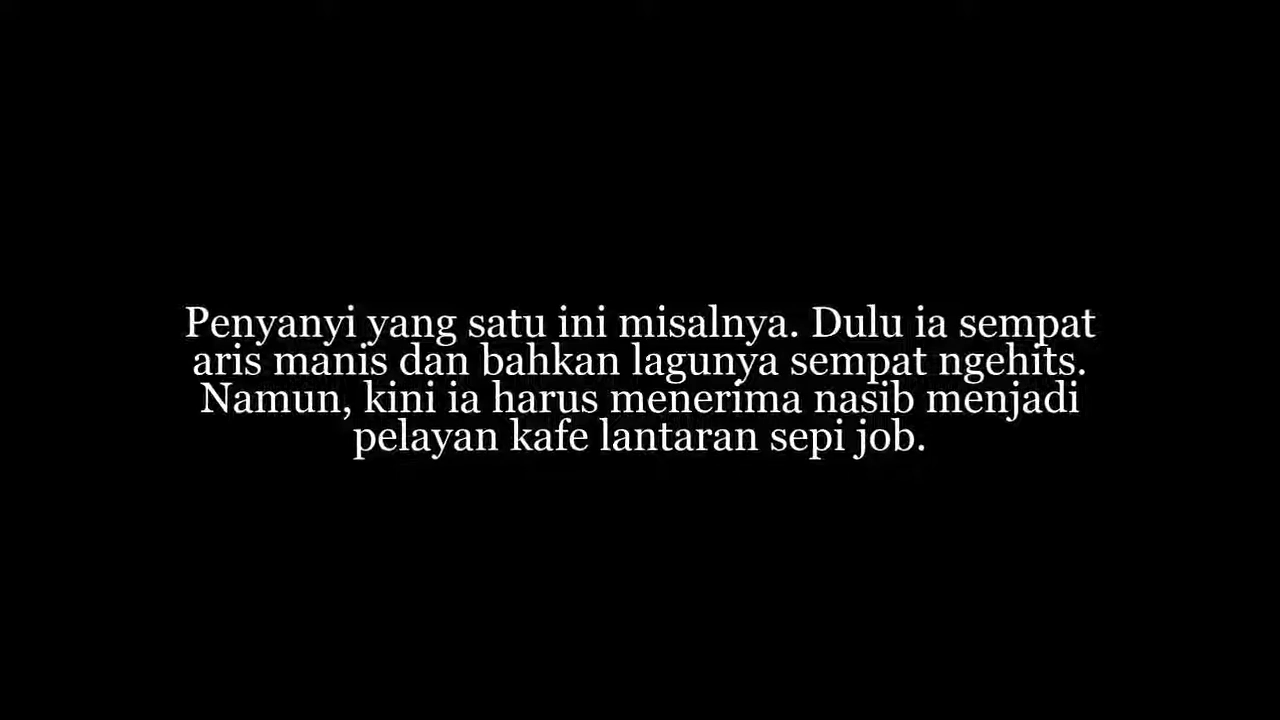 Penyanyi yang satu ini misalnya. Dulu ia sempat
aris manis dan bahkan lagunya sempat ngehits.
Namun, kini ia harus menerima nasib menjadi
pelayan kafe lantaran sepi job.